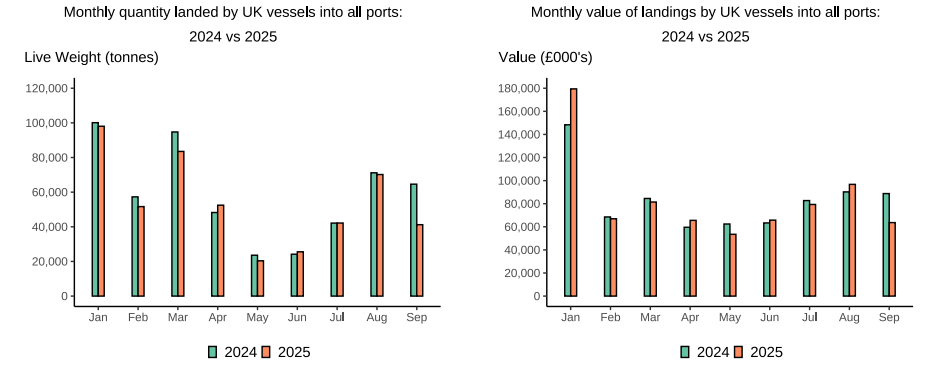 Monthly quantity landed by UK vessels into all ports:
2024 vs 2025
Live Weight (tonnes)
120,000
100,000
80,000
60,000
40,000
20,000
0
Jan Feb Mar Apr May Jun Jul Aug Sep
2024 2025
Monthly value of landings by UK vessels into all ports:
2024 vs 2025
Value (£000's)
180,000
160,000
140,000
120,000
100,000
80,000
60,000
40,000
20,000
0
Jan Feb Mar Apr May Jun Jul Aug Sep
2024 2025